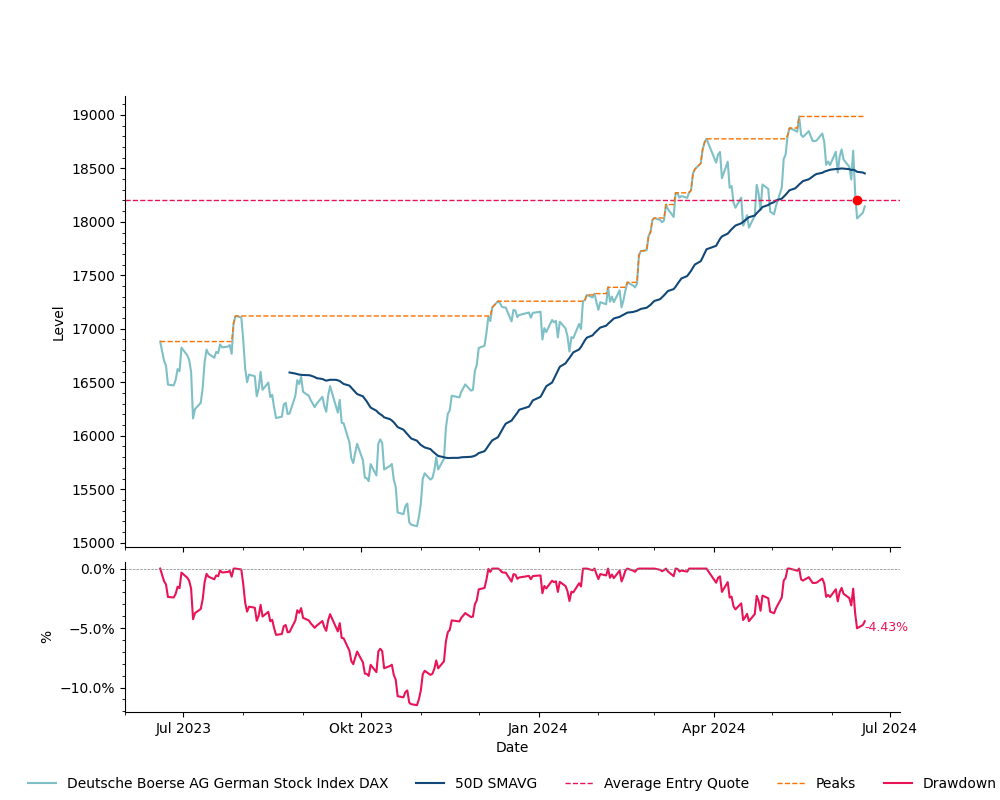 19000
18500
18000
17500
17000
16500
16000
15500
15000
Level
0.0%
−5.0%
−10.0%
%
-4.43%
Jul 2023
Okt 2023
Jan 2024
Apr 2024
Jul 2024
Date
Deutsche Boerse AG German Stock Index DAX
50D SMAVG
Average Entry Quote
Peaks
Drawdown